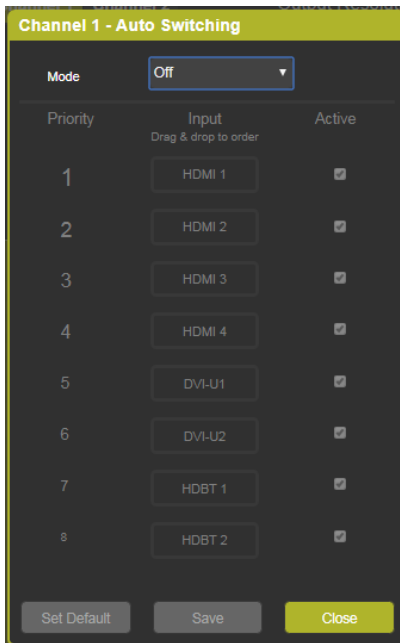 Channel 1 - Auto Switching
Mode Off
Priority Input Active
Drag & drop to order
1 HDMI 1
2 HDMI 2
3 HDMI 3
4 HDMI 4
5 DVI-U1
6 DVI-U2
7 HDBT 1
8 HDBT 2
Set Default Save Close